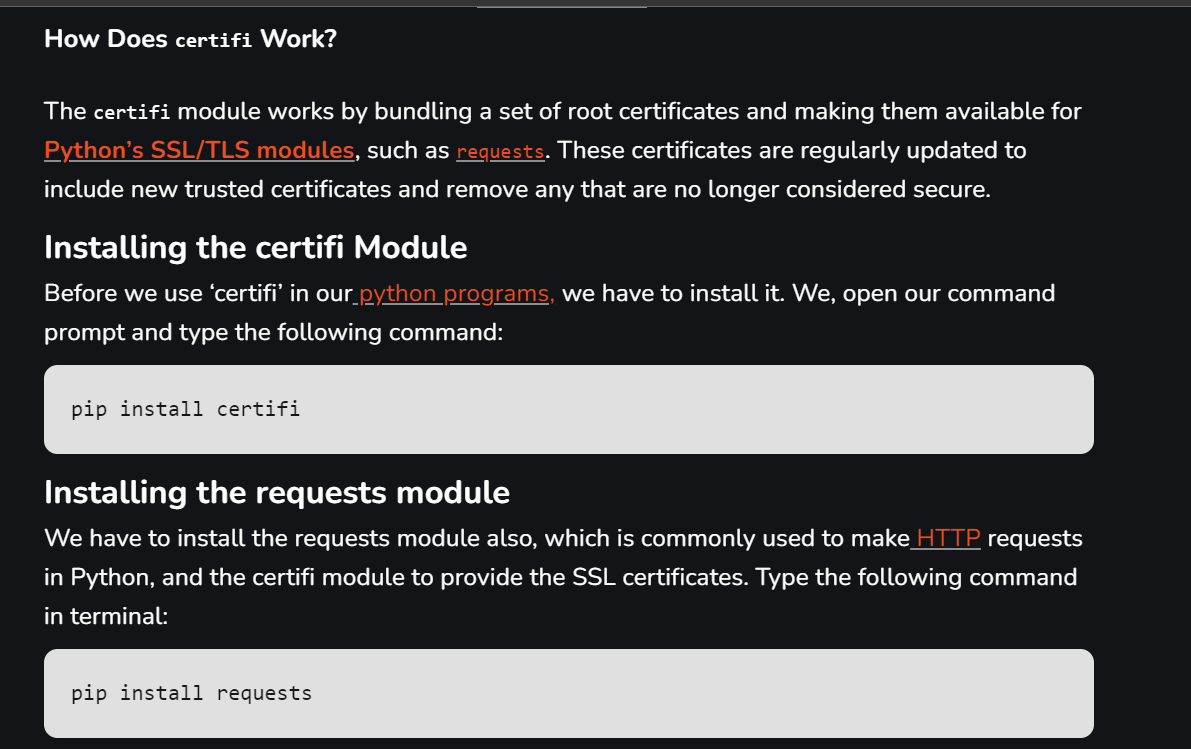 How Does certifi Work?
The certifi module works by bundling a set of root certificates and making them available for
Python’s SSL/TLS modules, such as requests. These certificates are regularly updated to
include new trusted certificates and remove any that are no longer considered secure.
Installing the certifi Module
Before we use ‘certifi’ in our python programs, we have to install it. We, open our command
prompt and type the following command:
pip install certifi
Installing the requests module
We have to install the requests module also, which is commonly used to make HTTP requests
in Python, and the certifi module to provide the SSL certificates. Type the following command
in terminal:
pip install requests